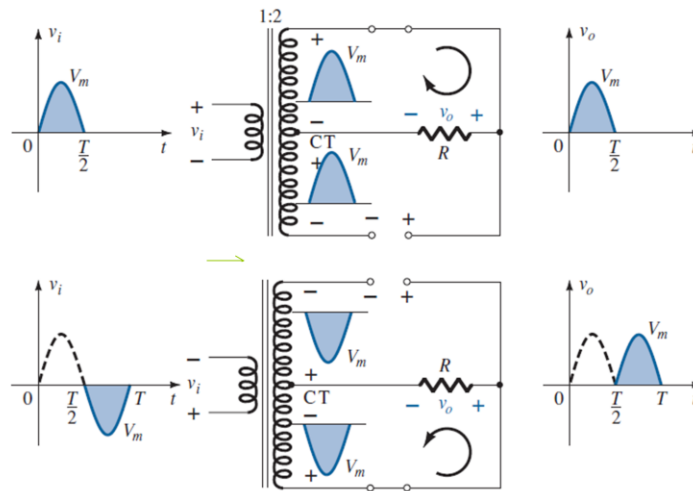 1:2
v_i
V_m
0
T/2
t
+
v_i
−
+
V_m
−
CT
+
V_m
−
−
+
−
v_o
+
R
v_o
V_m
0
T/2
t
v_i
0
T/2
T
t
V_m
−
v_i
+
−
V_m
+
CT
−
V_m
+
−
+
R
−
v_o
+
v_o
V_m
0
T/2
T
t